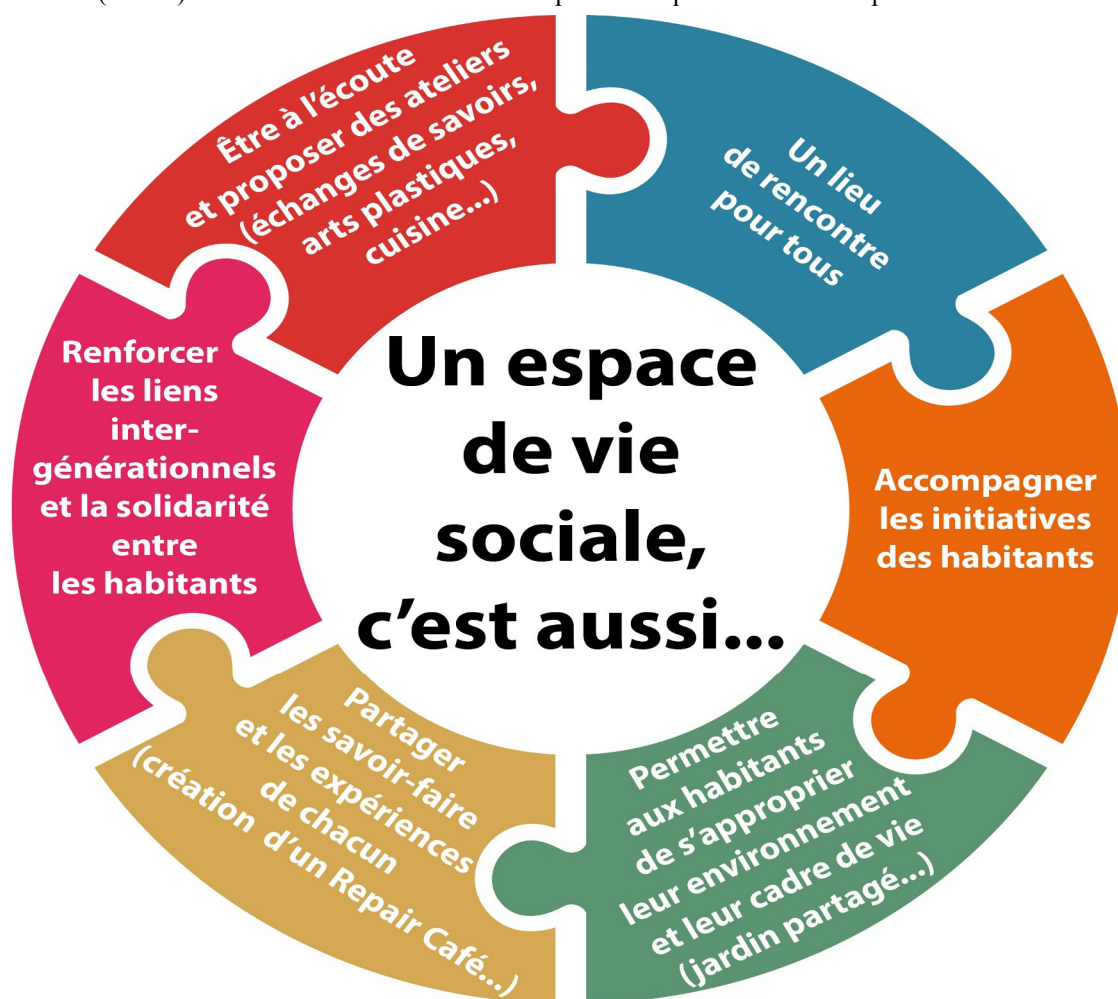 Un espace
de vie
sociale,
c'est aussi...
Un lieu
de rencontre
pour tous
Accompagner
les initiatives
des habitants
Permettre
aux habitants
de s'approprier
leur environnement
et leur cadre de vie
(jardin partagé...)
Partager
les savoir-faire
et les expériences
de chacun
(création d'un Repair Café...)
Renforcer
les liens
inter-
générationnels
et la solidarité
entre
les habitants
Être à l'écoute
et proposer des ateliers
(échanges de savoirs,
arts plastiques,
cuisine...)